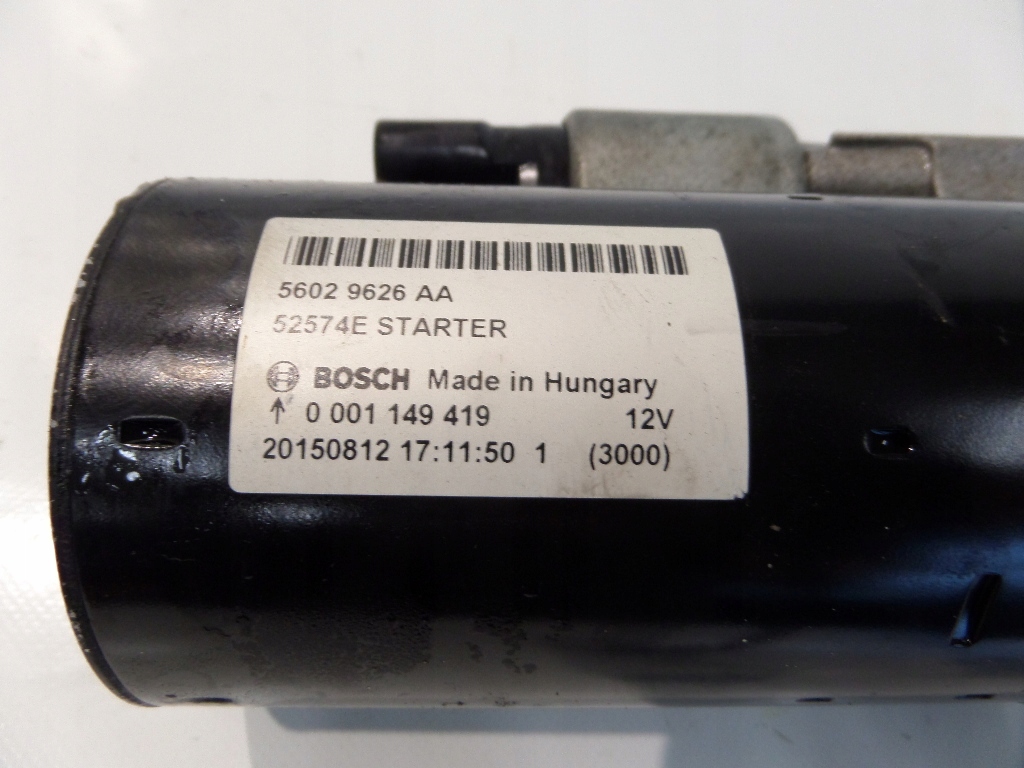 5602 9626 AA
52574E STARTER
BOSCH Made in Hungary
↑ 0 001 149 419 12V
20150812 17:11:50 1 (3000)